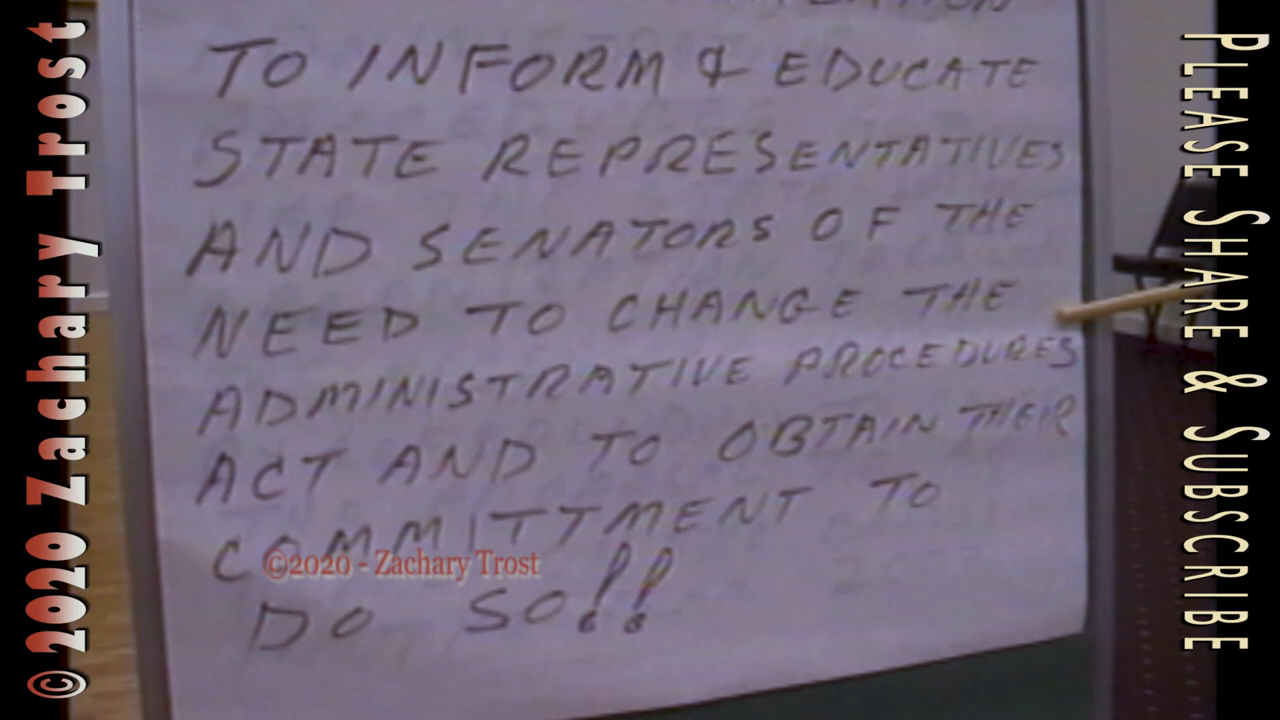 TO INFORM & EDUCATE
STATE REPRESENTATIVES
AND SENATORS OF THE
NEED TO CHANGE THE
ADMINISTRATIVE PROCEDURES
ACT AND TO OBTAIN THEIR
COMMITTMENT TO
DO SO!!
©2020 - Zachary Trost
© 2020 Zachary Trost
PLEASE SHARE & SUBSCRIBE